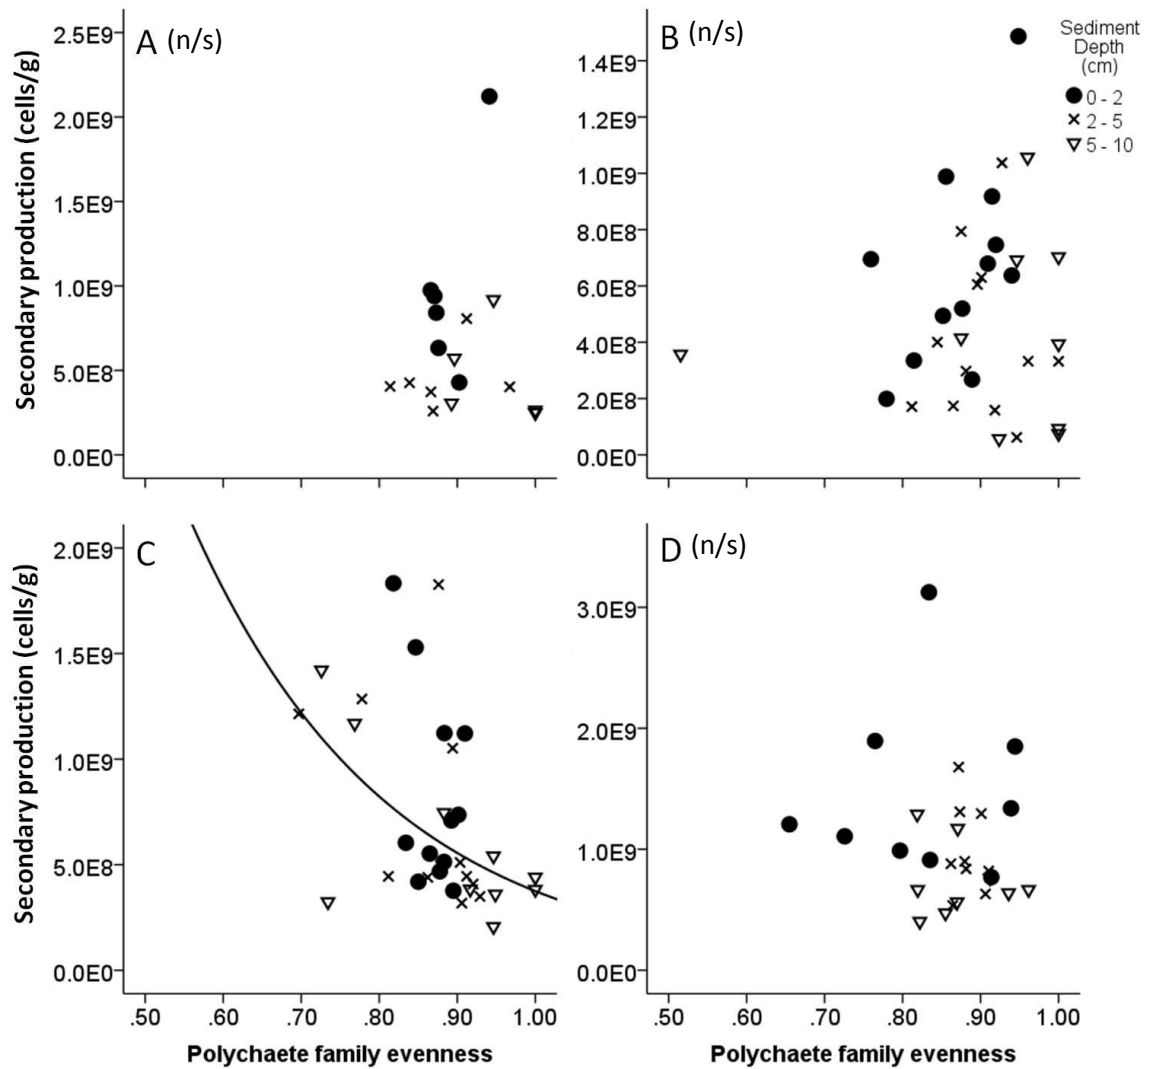 A (n/s)
Secondary production (cells/g)
2.5E9
2.0E9
1.5E9
1.0E9
5.0E8
0.0E0
B (n/s)
1.4E9
1.2E9
1.0E9
8.0E8
6.0E8
4.0E8
2.0E8
0.0E0
Sediment
Depth
(cm)
0 - 2
2 - 5
5 - 10
C
Secondary production (cells/g)
2.0E9
1.5E9
1.0E9
5.0E8
0.0E0
.50 .60 .70 .80 .90 1.00
Polychaete family evenness
D (n/s)
3.0E9
2.0E9
1.0E9
0.0E0
.50 .60 .70 .80 .90 1.00
Polychaete family evenness